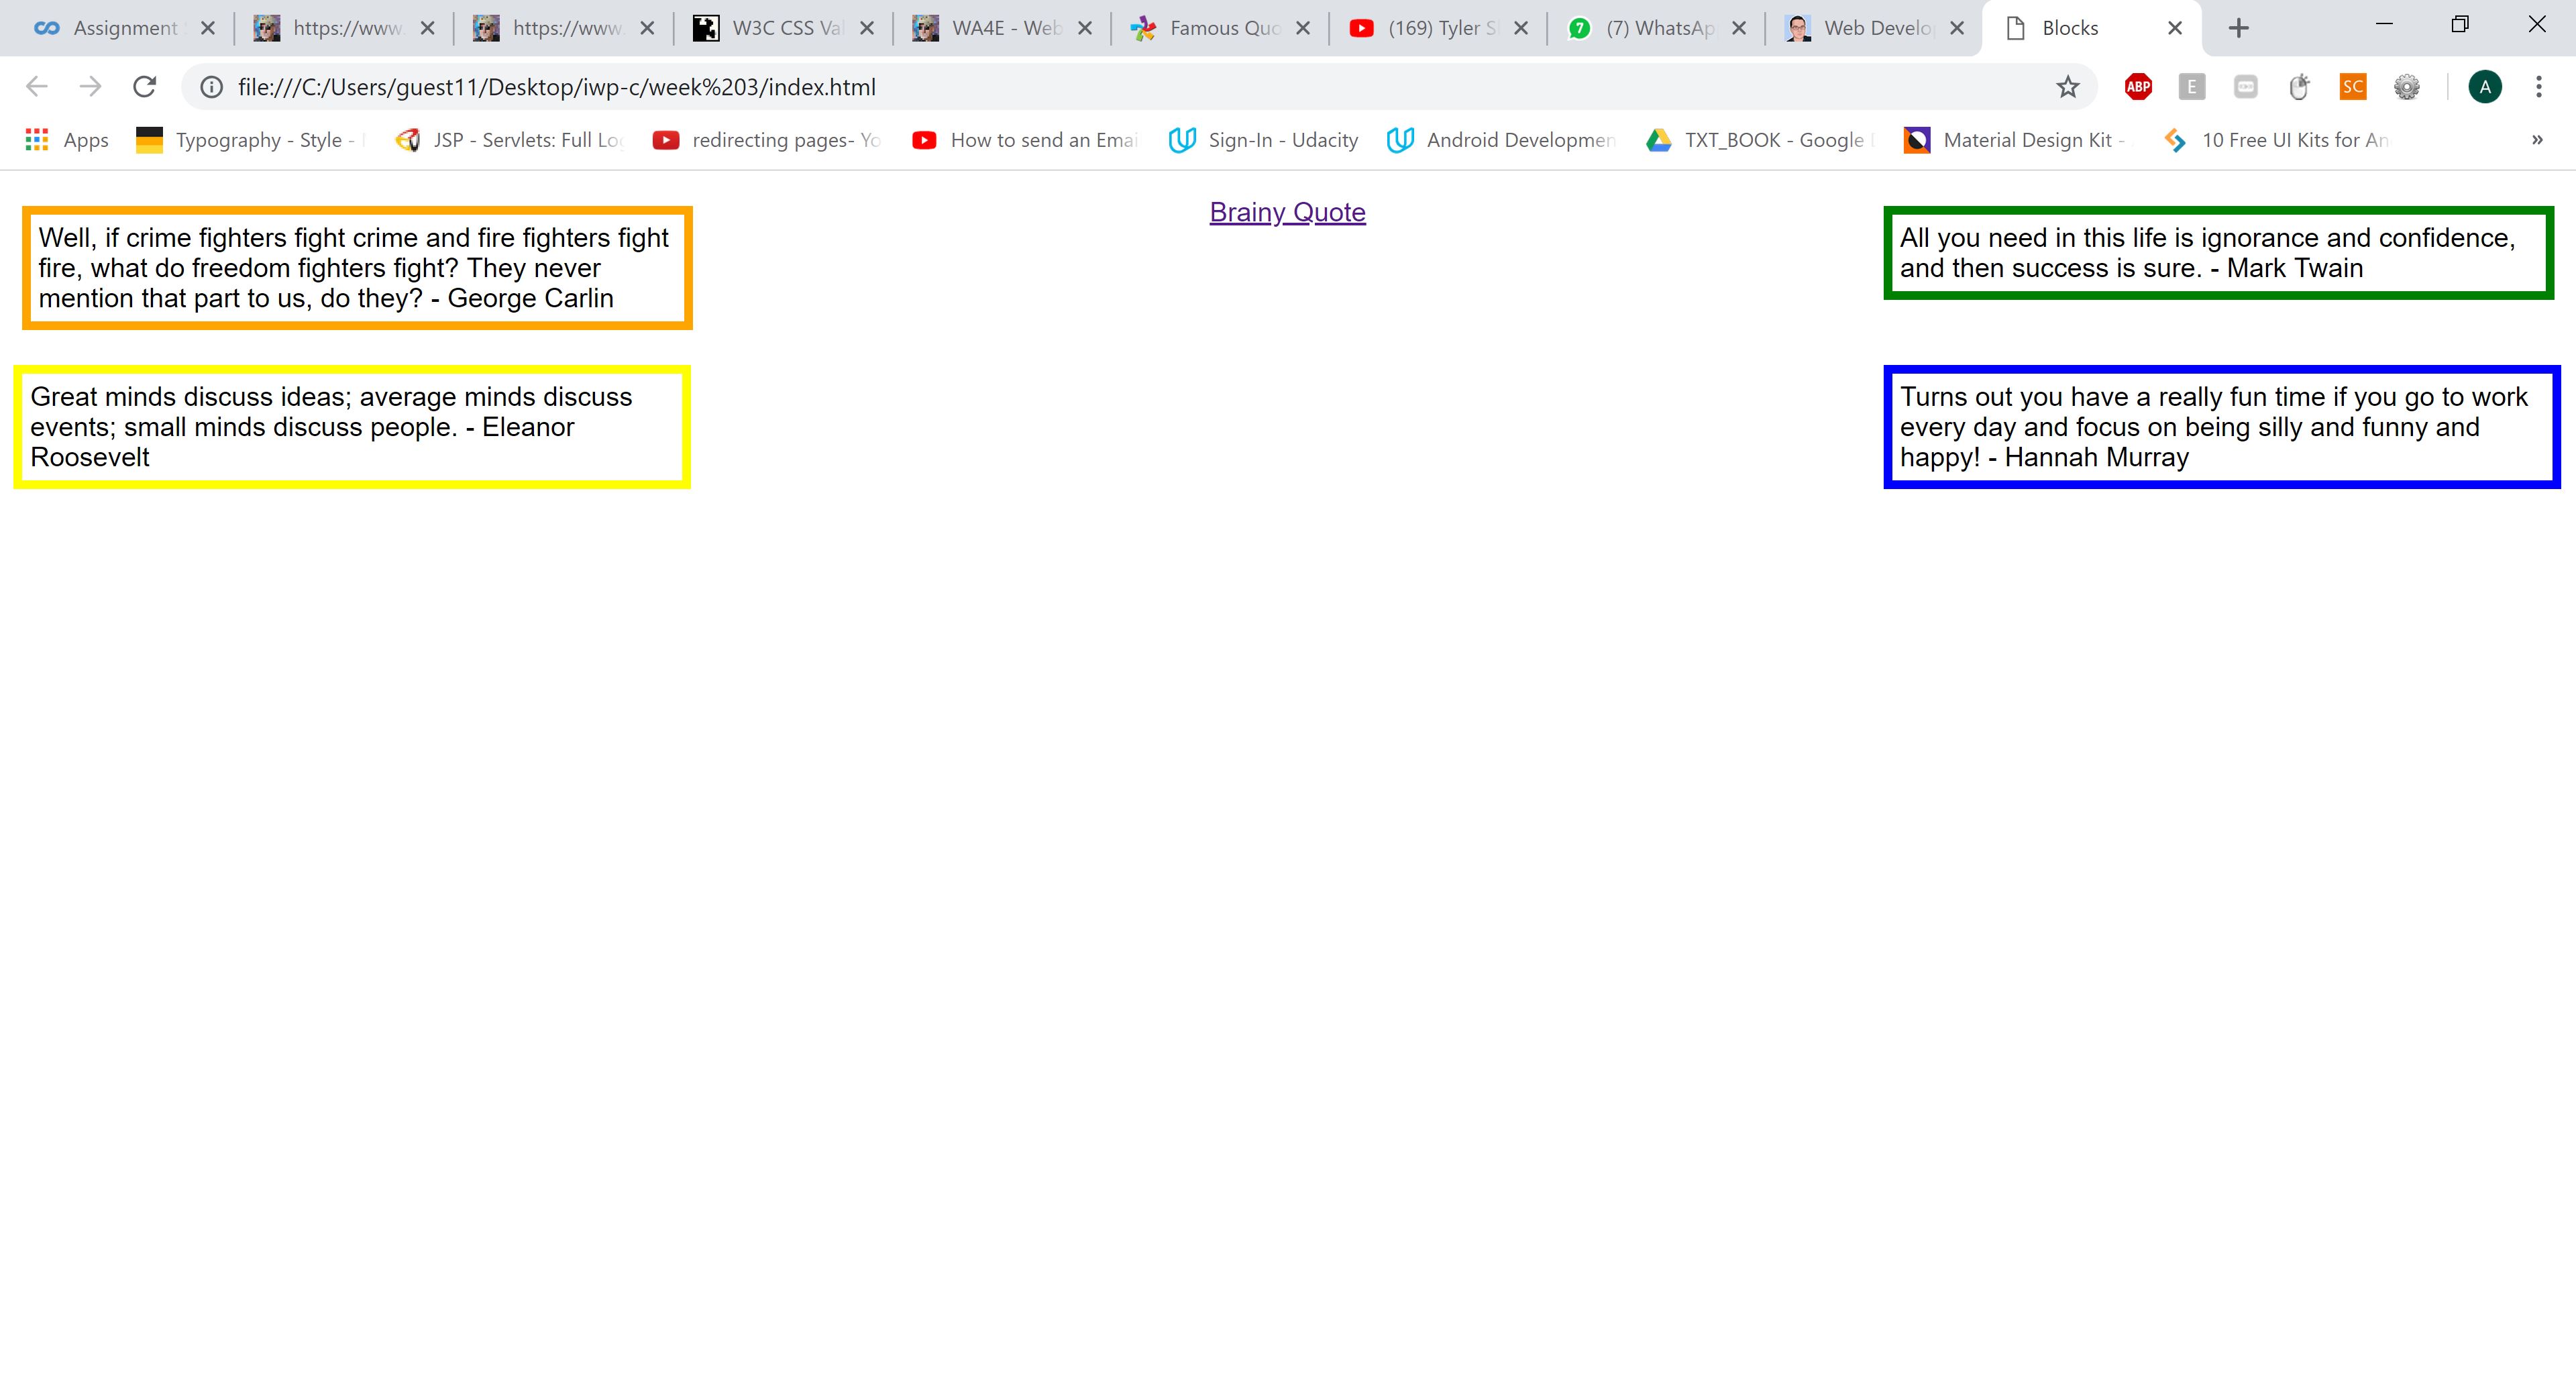 Assignment
https://www.
https://www.
W3C CSS Val
WA4E - Web
Famous Quo
(169) Tyler S
7
(7) WhatsAp
Web Develo
Blocks
file:///C:/Users/guest11/Desktop/iwp-c/week%203/index.html
ABP
E
SC
A
Apps
Typography - Style -
JSP - Servlets: Full Lo
redirecting pages- Yo
How to send an Emai
Sign-In - Udacity
Android Developmen
TXT_BOOK - Google
Material Design Kit -
10 Free UI Kits for An
»
Brainy Quote
Well, if crime fighters fight crime and fire fighters fight
fire, what do freedom fighters fight? They never
mention that part to us, do they? - George Carlin
All you need in this life is ignorance and confidence,
and then success is sure. - Mark Twain
Great minds discuss ideas; average minds discuss
events; small minds discuss people. - Eleanor
Roosevelt
Turns out you have a really fun time if you go to work
every day and focus on being silly and funny and
happy! - Hannah Murray